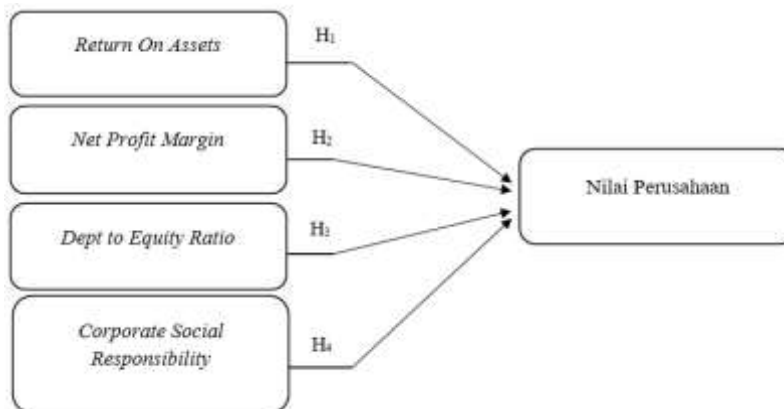 Return On Assets
H1
Net Profit Margin
H2
Nilai Perusahaan
Dept to Equity Ratio
H3
Corporate Social
Responsibility
H4